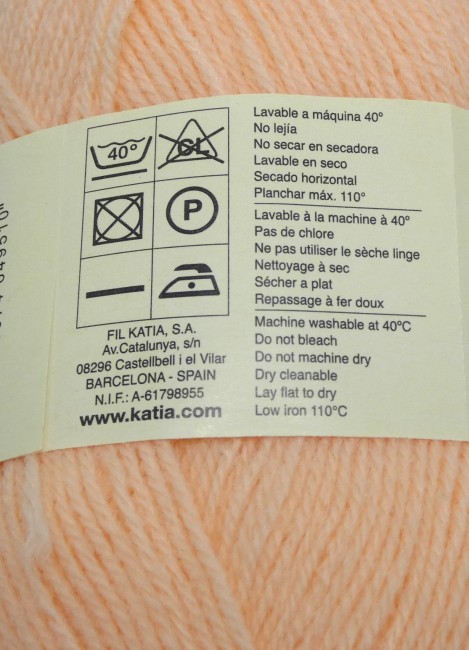 40°
CL
P
FIL KATIA, S.A.
Av.Catalunya, s/n
08296 Castellbell i el Vilar
BARCELONA - SPAIN
N.I.F.: A-61798955
www.katia.com
Lavable a máquina 40°
No lejía
No secar en secadora
Lavable en seco
Secado horizontal
Planchar máx. 110°
Lavable à la machine à 40°
Pas de chlore
Ne pas utiliser le sèche linge
Nettoyage à sec
Sécher a plat
Repassage à fer doux
Machine washable at 40°C
Do not bleach
Do not machine dry
Dry cleanable
Lay flat to dry
Low iron 110°C